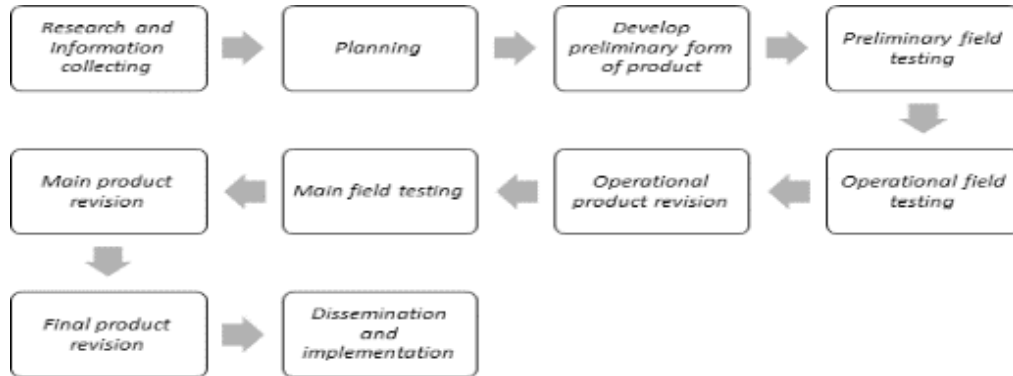 Research and
Information
collecting
Planning
Develop
preliminary form
of product
Preliminary field
testing
Operational field
testing
Operational
product revision
Main field testing
Main product
revision
Final product
revision
Dissemination
and
implementation